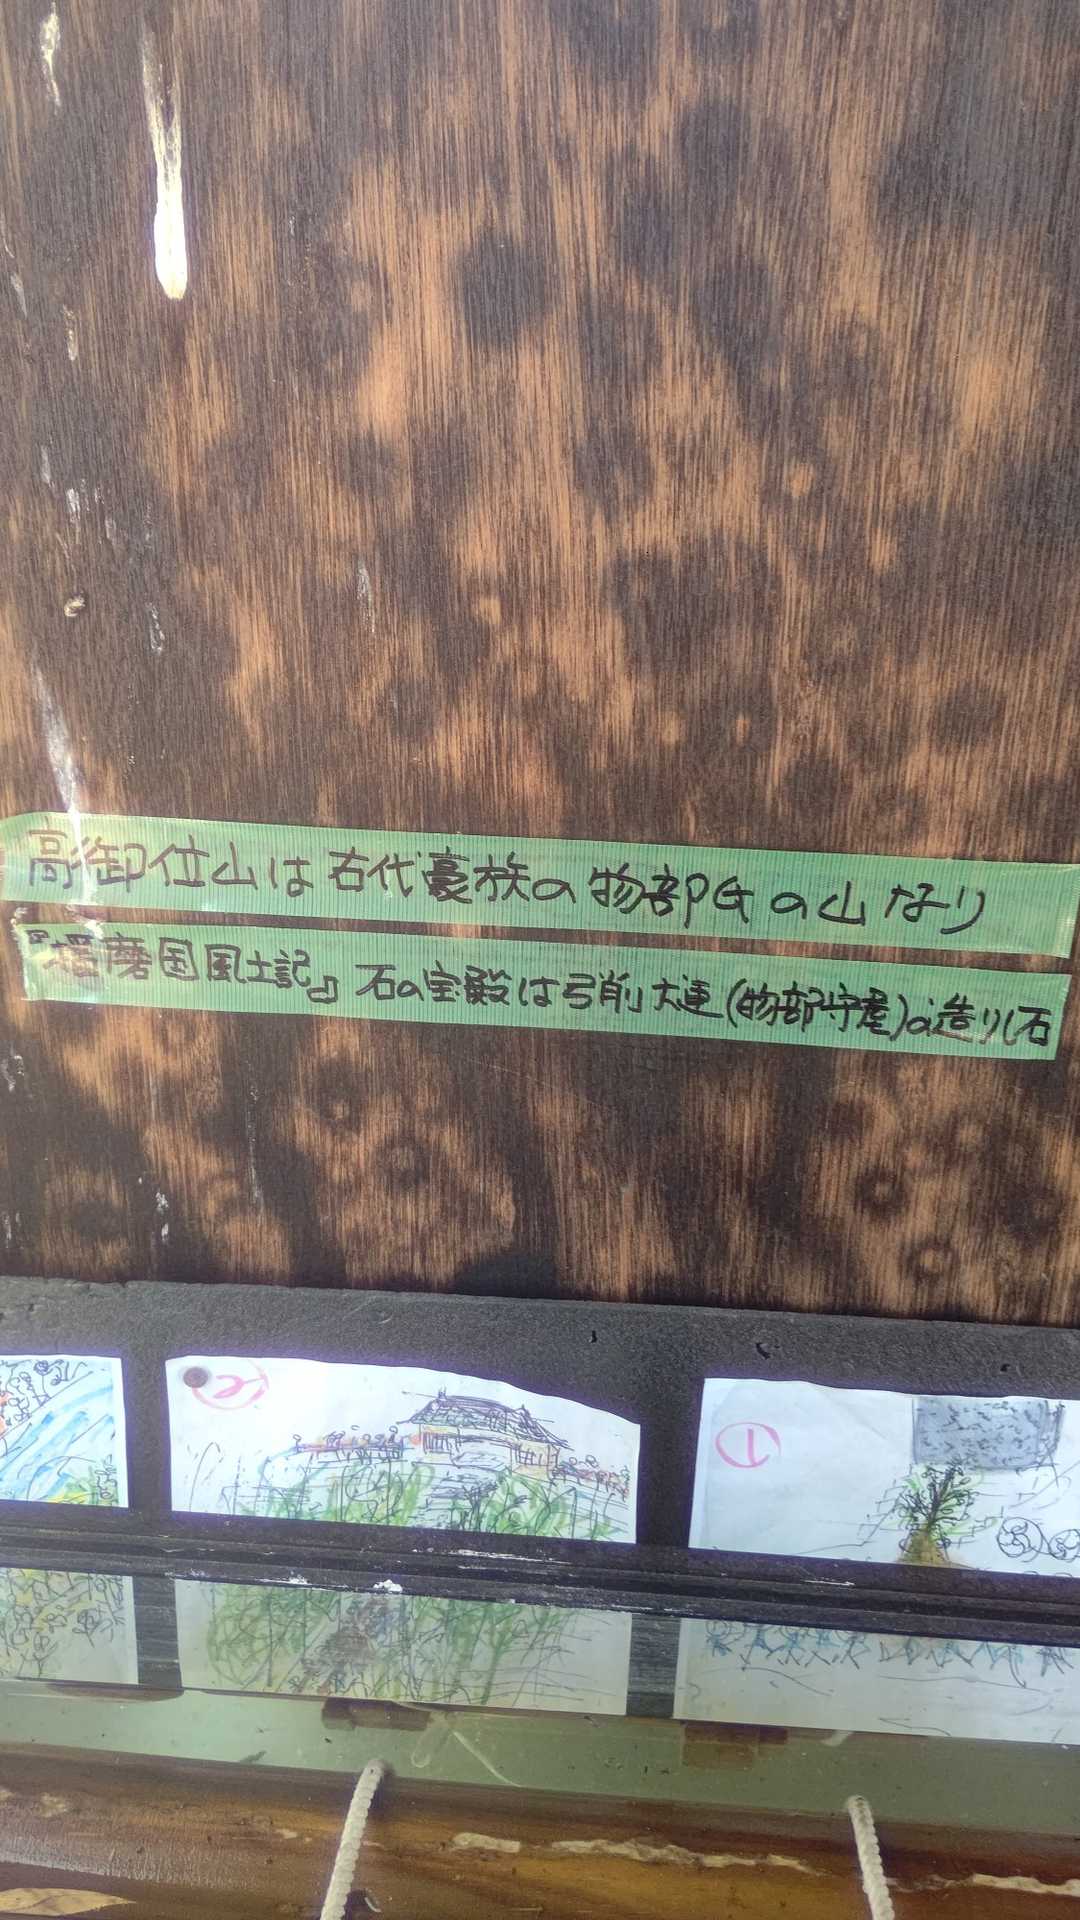 高御位山は古代豪族の物部氏の山なり
『播磨国風土記』石の宝殿は弓削大連(物部守屋)の造りし石
②
①